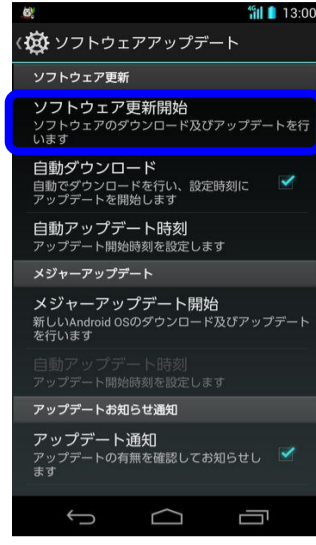 13:00
ソフトウェアアップデート
ソフトウェア更新
ソフトウェア更新開始
ソフトウェアのダウンロード及びアップデートを行
います
自動ダウンロード
自動でダウンロードを行い、設定時刻に
アップデートを開始します
自動アップデート時刻
アップデート開始時刻を設定します
メジャーアップデート
メジャーアップデート開始
新しいAndroid OSのダウンロード及びアップデート
を行います
自動アップデート時刻
アップデート開始時刻を設定します
アップデートお知らせ通知
アップデート通知
アップデートの有無を確認してお知らせし
ます